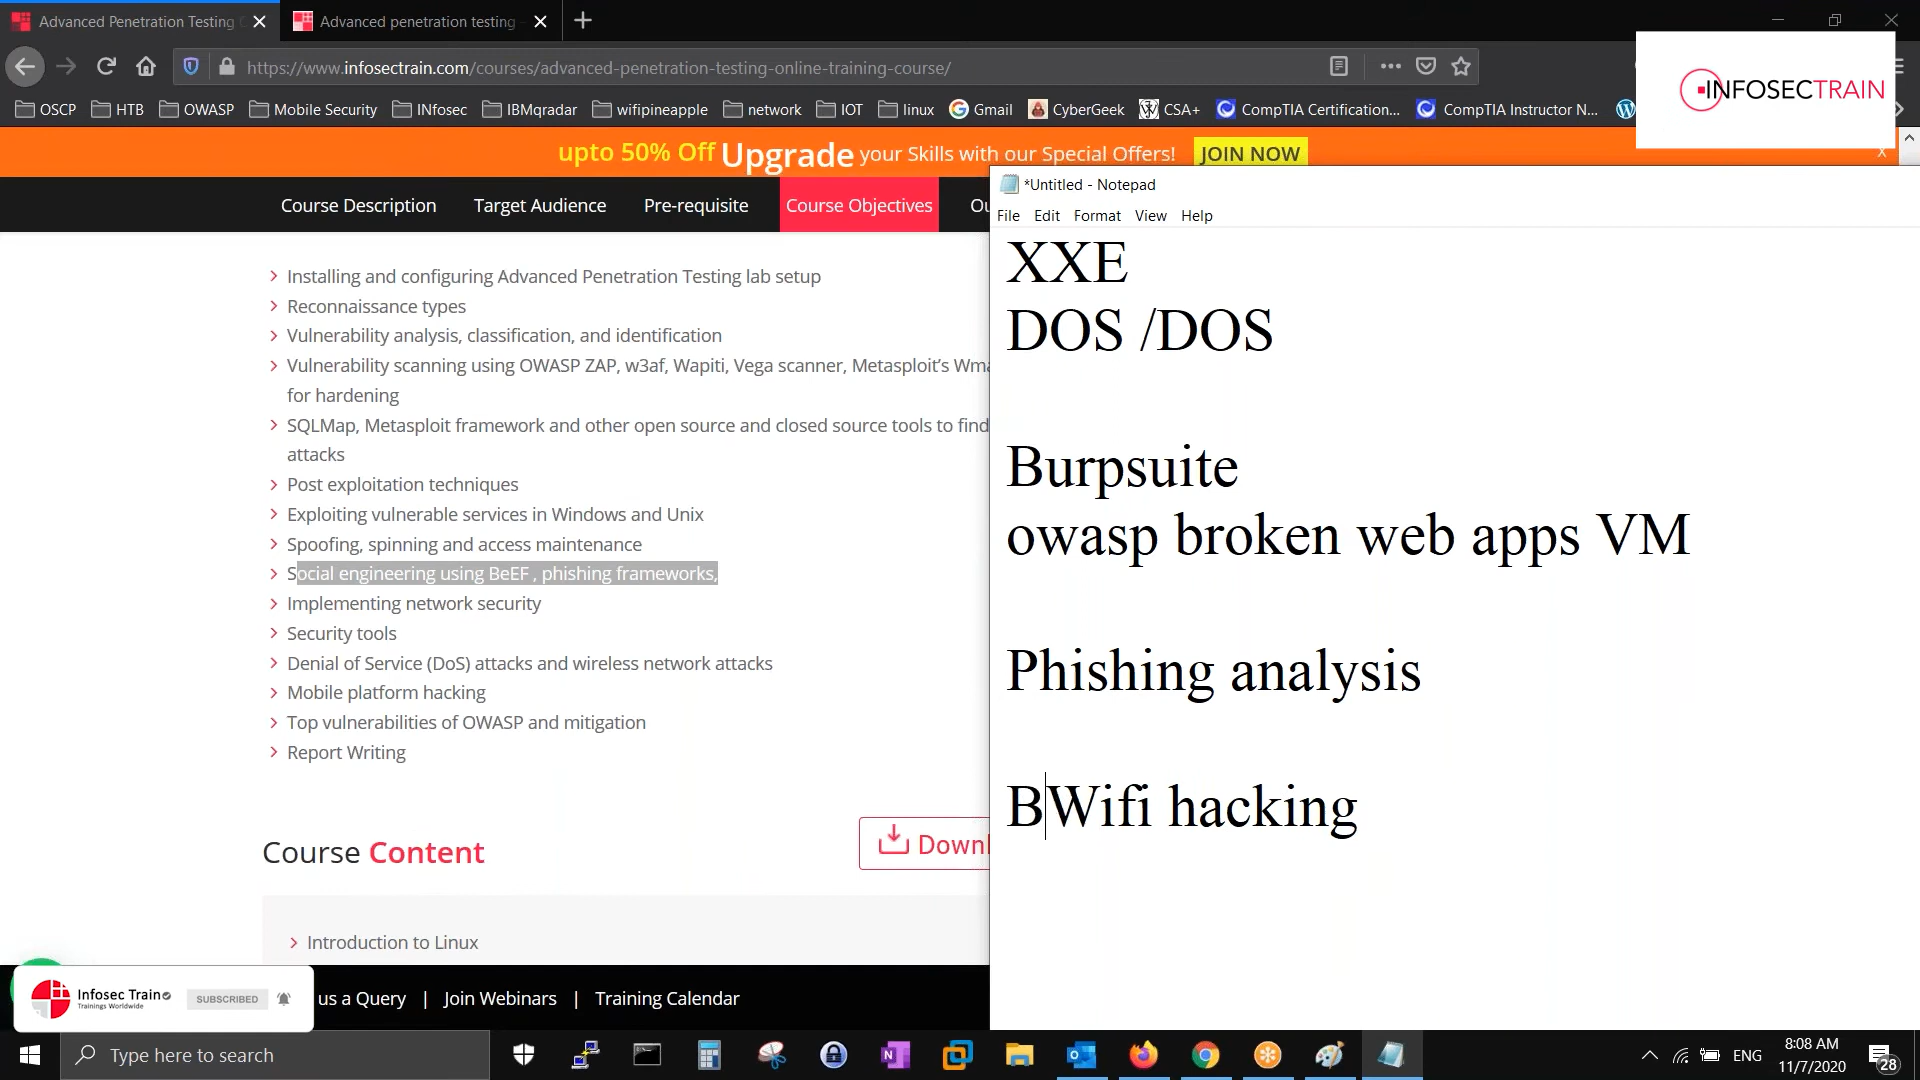 Advanced Penetration Testing
Advanced penetration testing
https://www.infosectrain.com/courses/advanced-penetration-testing-online-training-course/
OSCP HTB OWASP Mobile Security INfosec IBMqradar wifipineapple network IOT linux Gmail CyberGeek CSA+ CompTIA Certification... CompTIA Instructor N...
INFOSECTRAIN
upto 50% Off Upgrade your Skills with our Special Offers! JOIN NOW X
Course Description Target Audience Pre-requisite Course Objectives
Installing and configuring Advanced Penetration Testing lab setup
Reconnaissance types
Vulnerability analysis, classification, and identification
Vulnerability scanning using OWASP ZAP, w3af, Wapiti, Vega scanner, Metasploit’s
for hardening
SQLMap, Metasploit framework and other open source and closed source tools to find
attacks
Post exploitation techniques
Exploiting vulnerable services in Windows and Unix
Spoofing, spinning and access maintenance
Social engineering using BeEF , phishing frameworks,
Implementing network security
Security tools
Denial of Service (DoS) attacks and wireless network attacks
Mobile platform hacking
Top vulnerabilities of OWASP and mitigation
Report Writing
Course Content
Introduction to Linux
Infosec Train
Trainings Worldwide
SUBSCRIBED
us a Query | Join Webinars | Training Calendar
*Untitled - Notepad
File Edit Format View Help
XXE
DOS /DOS
Burpsuite
owasp broken web apps VM
Phishing analysis
BWifi hacking
Type here to search
ENG
8:08 AM
11/7/2020
28